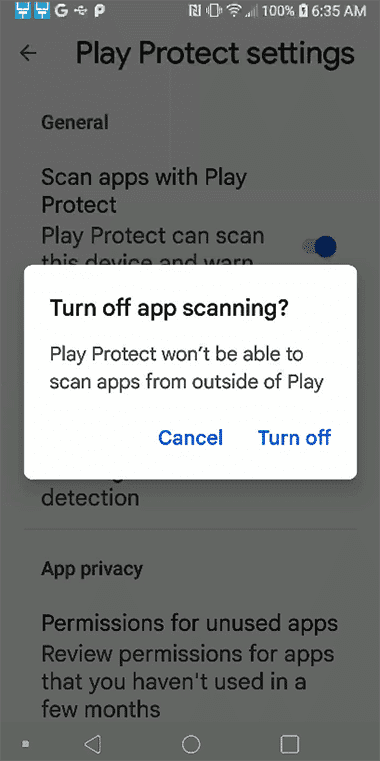 100% 6:35 AM
Play Protect settings
General
Scan apps with Play
Protect
Play Protect can scan
this device and warn
Turn off app scanning?
Play Protect won’t be able to
scan apps from outside of Play
Cancel Turn off
detection
App privacy
Permissions for unused apps
Review permissions for apps
that you haven't used in a
few months